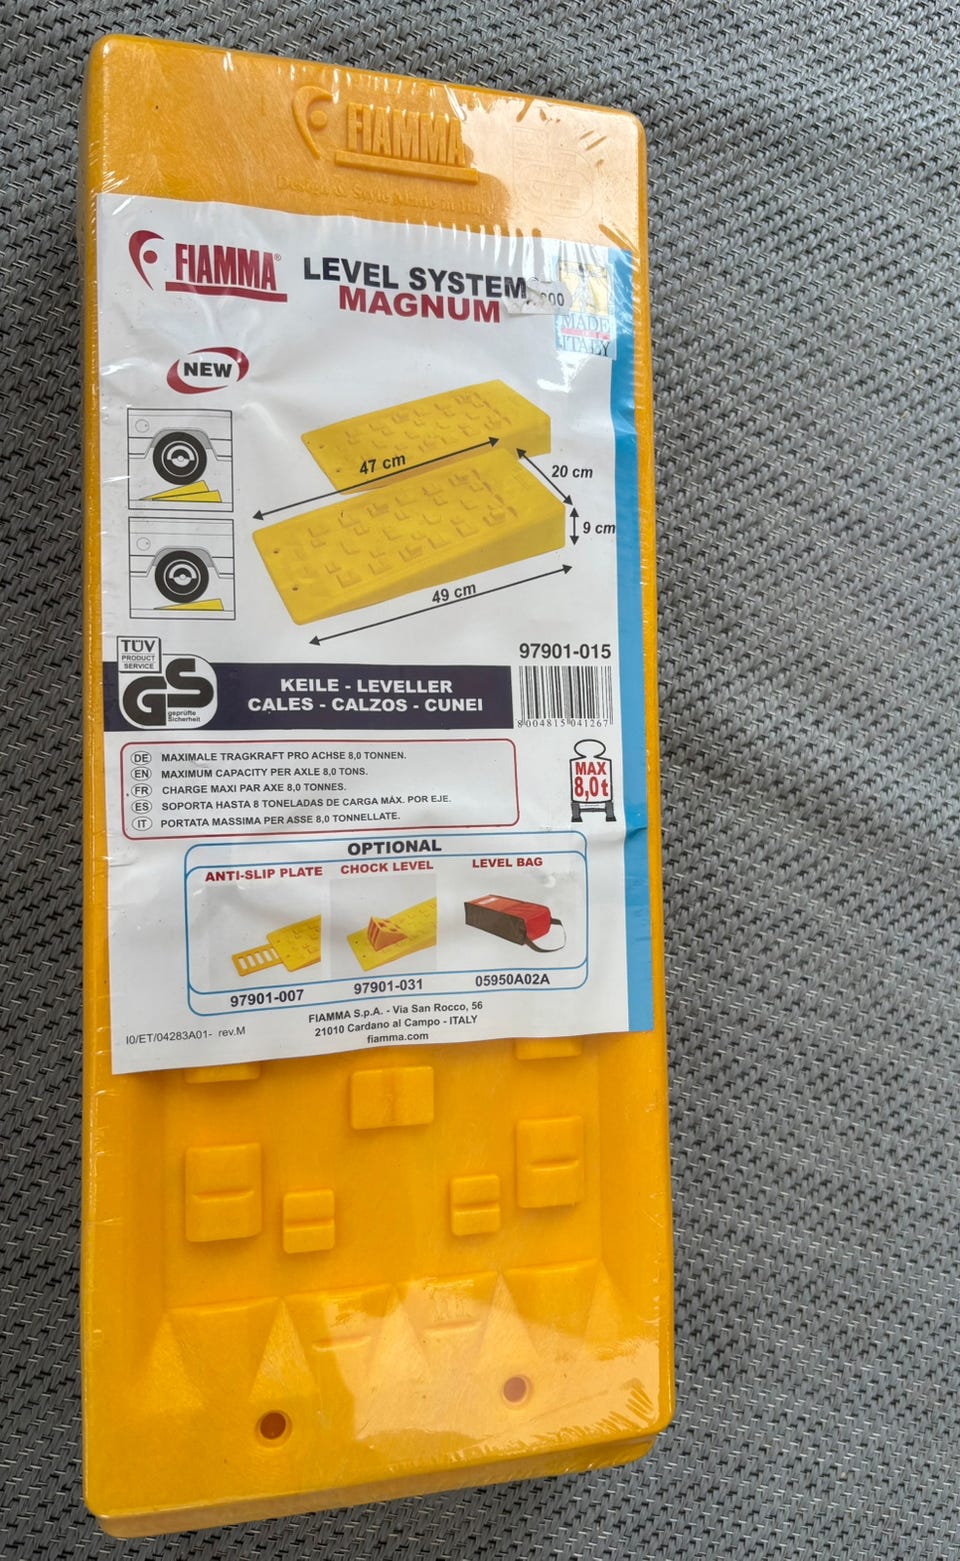 FIAMMA
Design & Style Made in Italy
FIAMMA®
LEVEL SYSTEM
MAGNUM
MADE
IN
ITALY
NEW
47 cm
20 cm
9 cm
49 cm
97901-015
TÜV
PRODUCT
SERVICE
GS
geprüfte
Sicherheit
KEILE - LEVELLER
CALES - CALZOS - CUNEI
8 004815 041267
DE MAXIMALE TRAGKRAFT PRO ACHSE 8,0 TONNEN.
EN MAXIMUM CAPACITY PER AXLE 8,0 TONS.
FR CHARGE MAXI PAR AXE 8,0 TONNES.
ES SOPORTA HASTA 8 TONELADAS DE CARGA MÁX. POR EJE.
IT PORTATA MASSIMA PER ASSE 8,0 TONNELLATE.
MAX
8,0t
OPTIONAL
ANTI-SLIP PLATE CHOCK LEVEL LEVEL BAG
97901-007 97901-031 05950A02A
FIAMMA S.p.A. - Via San Rocco, 56
21010 Cardano al Campo - ITALY
fiamma.com
I0/ET/04283A01- rev.M